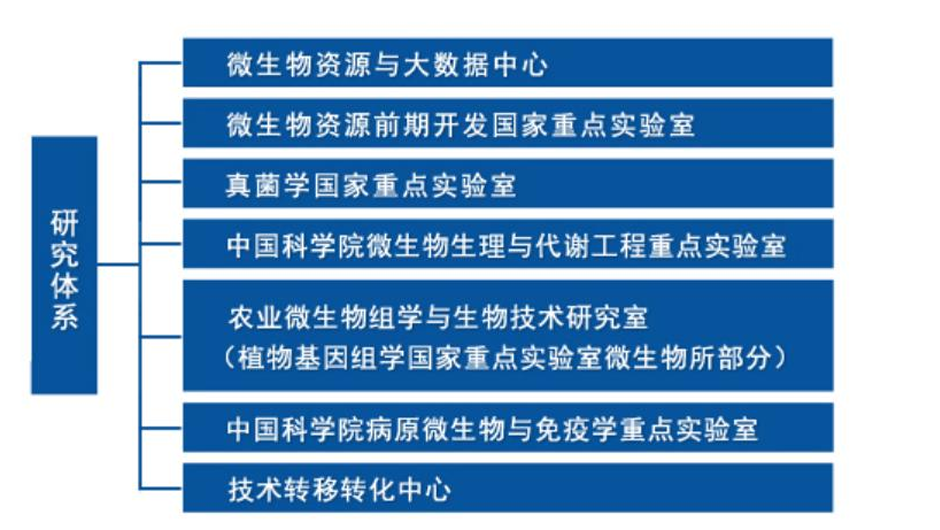 研究体系
微生物资源与大数据中心
微生物资源前期开发国家重点实验室
真菌学国家重点实验室
中国科学院微生物生理与代谢工程重点实验室
农业微生物组学与生物技术研究室
（植物基因组学国家重点实验室微生物所部分）
中国科学院病原微生物与免疫学重点实验室
技术转移转化中心